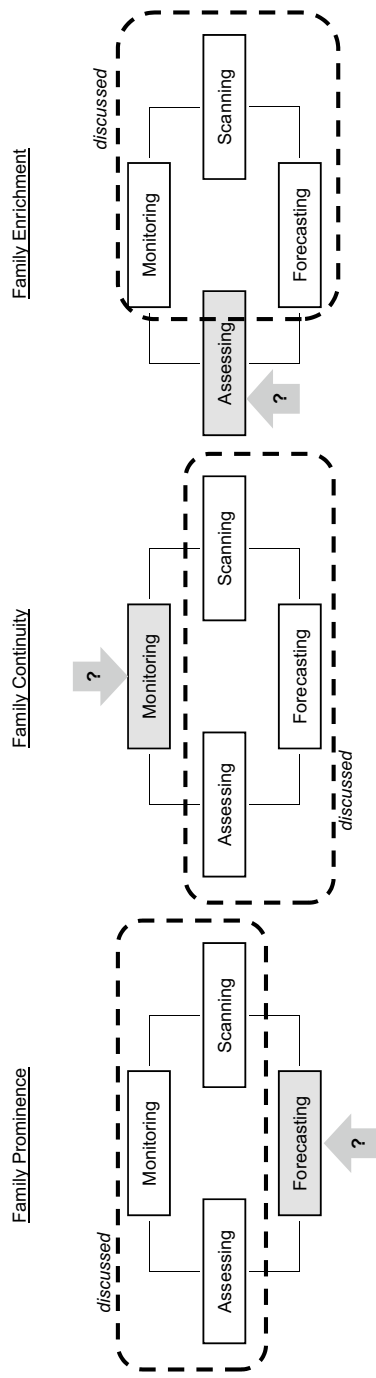 Family Prominence
discussed
Monitoring
Assessing
Scanning
Forecasting
?
Family Continuity
?
Monitoring
Assessing
Scanning
Forecasting
discussed
Family Enrichment
discussed
Monitoring
Assessing
Scanning
Forecasting
?